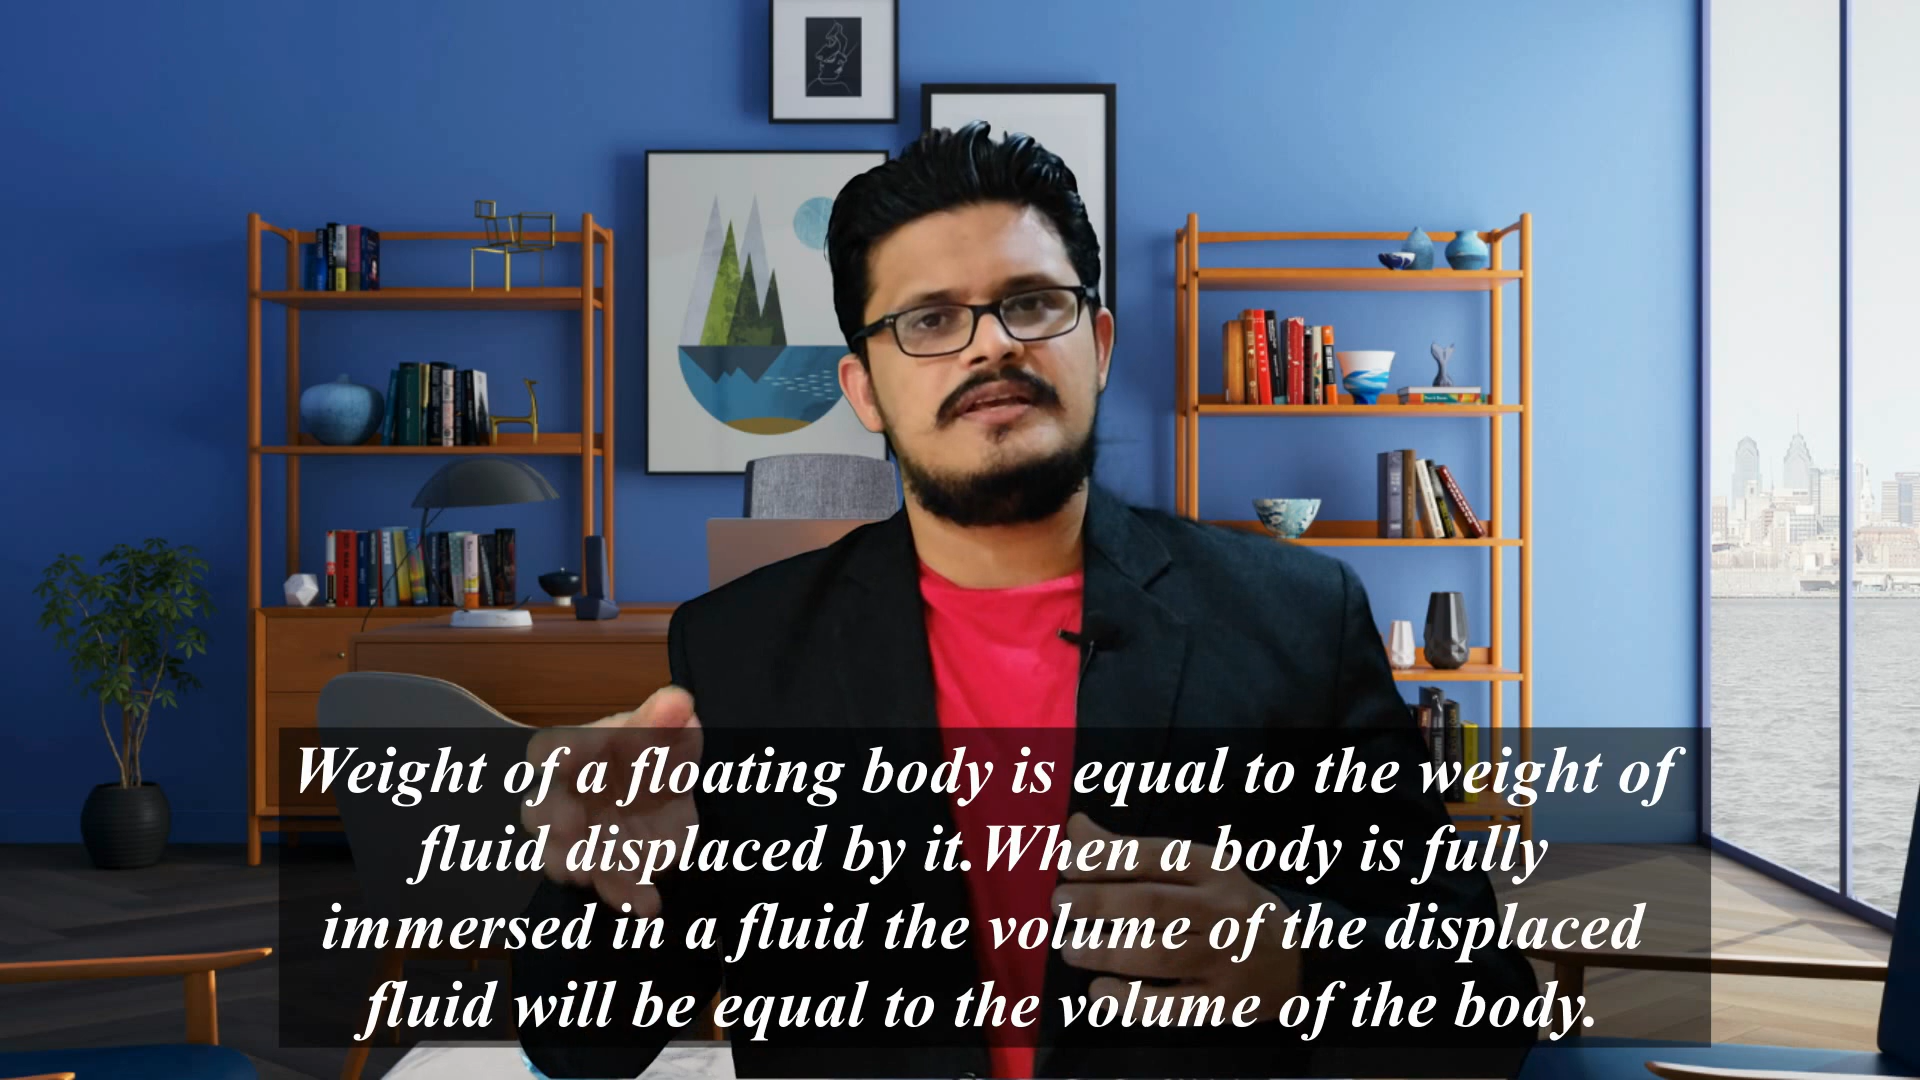 Weight of a floating body is equal to the weight of
fluid displaced by it.When a body is fully
immersed in a fluid the volume of the displaced
fluid will be equal to the volume of the body.